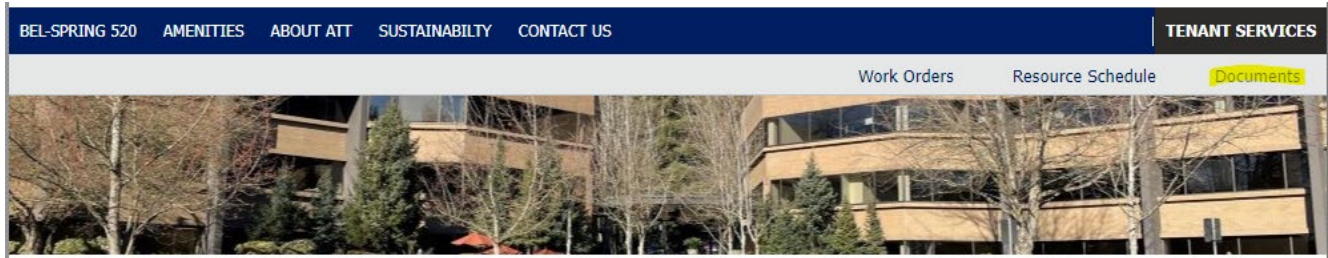 BEL-SPRING 520 AMENITIES ABOUT ATT SUSTAINABILTY CONTACT US TENANT SERVICES
Work Orders Resource Schedule Documents